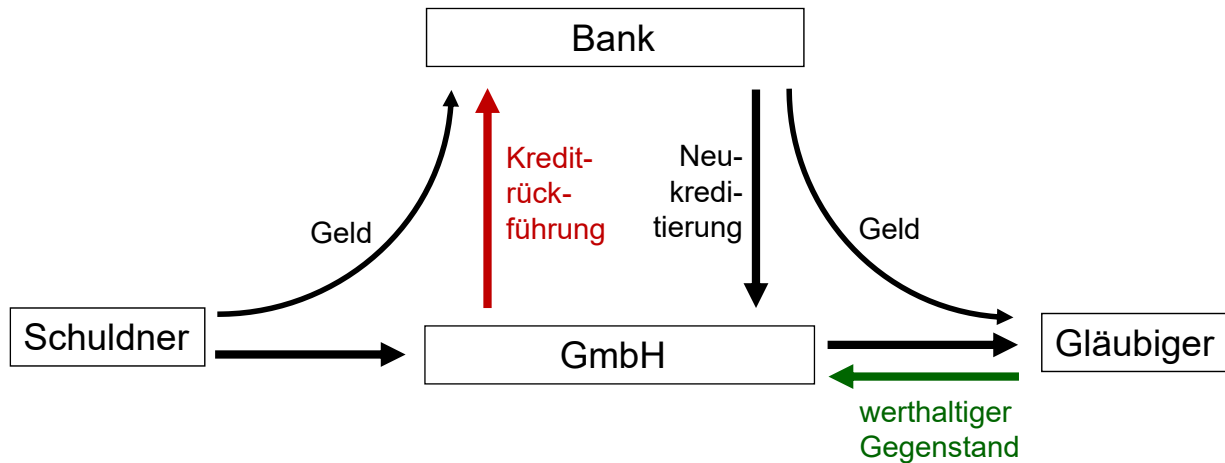 Bank
Kredit-
rück-
führung
Neu-
kredi-
tierung
Geld
Geld
Schuldner
GmbH
Gläubiger
werthaltiger
Gegenstand